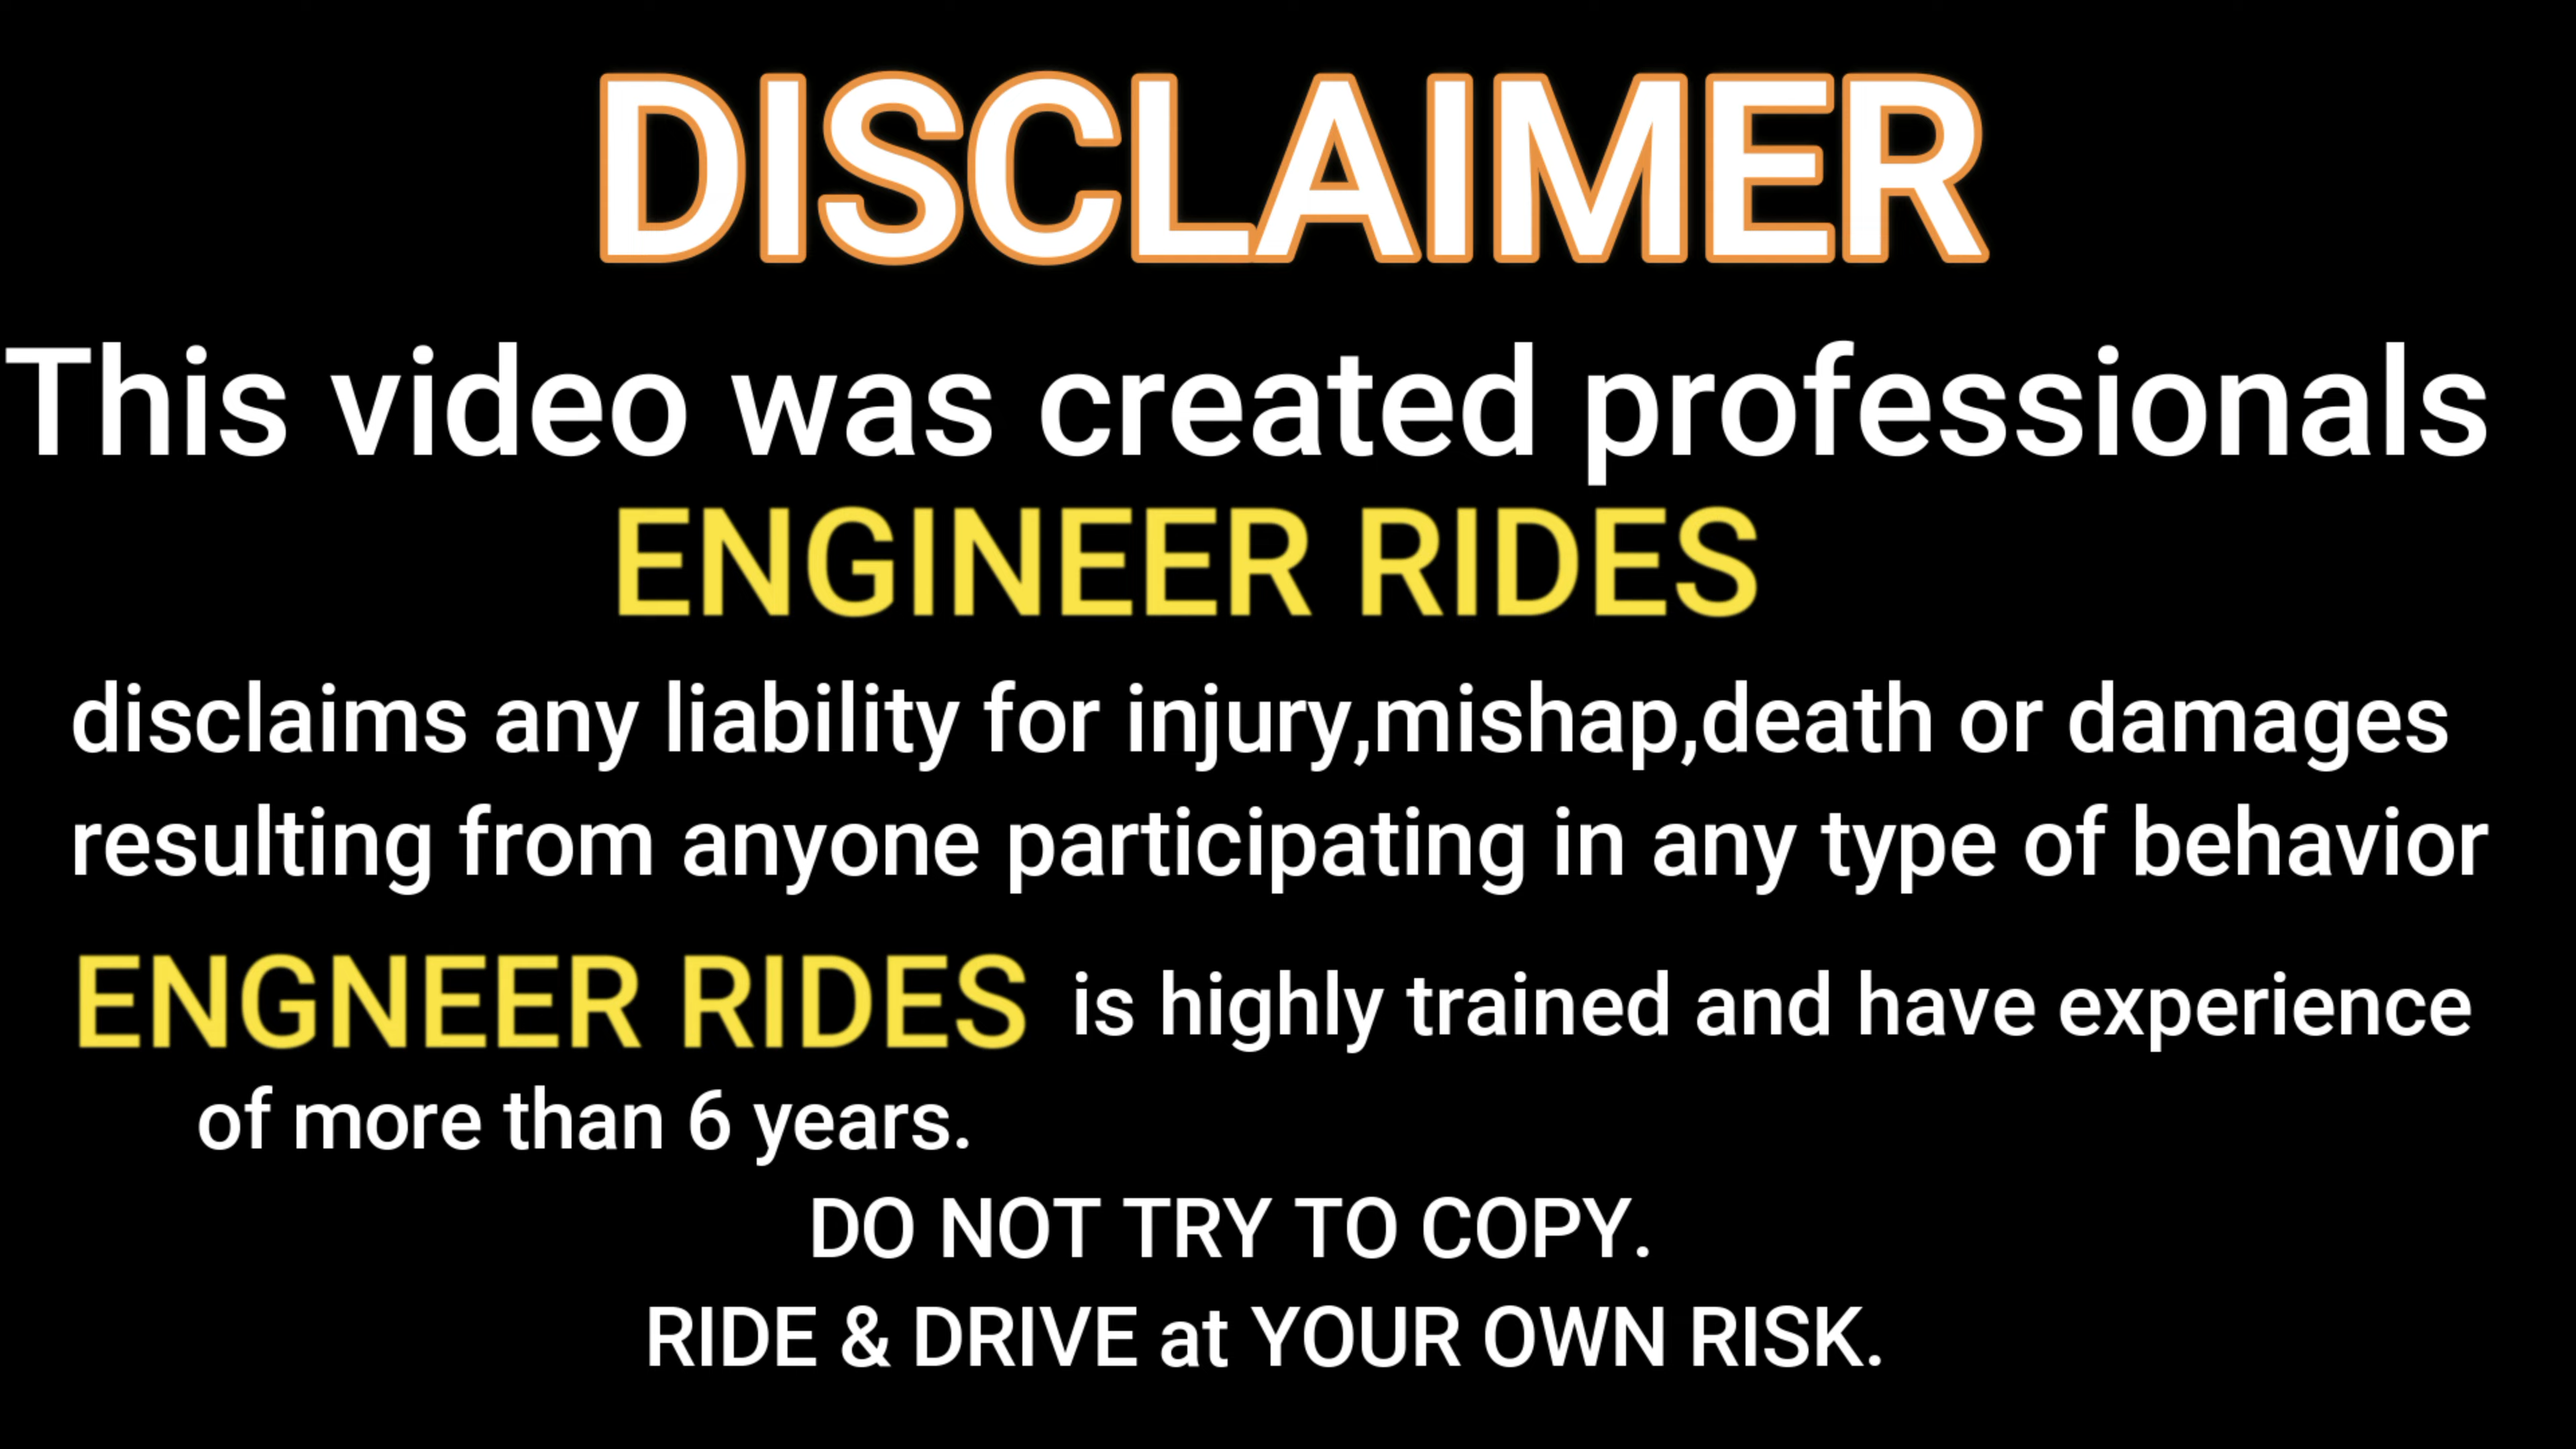 DISCLAIMER
This video was created professionals
ENGINEER RIDES
disclaims any liability for injury,mishap,death or damages
resulting from anyone participating in any type of behavior
ENGNEER RIDES is highly trained and have experience
of more than 6 years.
DO NOT TRY TO COPY.
RIDE & DRIVE at YOUR OWN RISK.